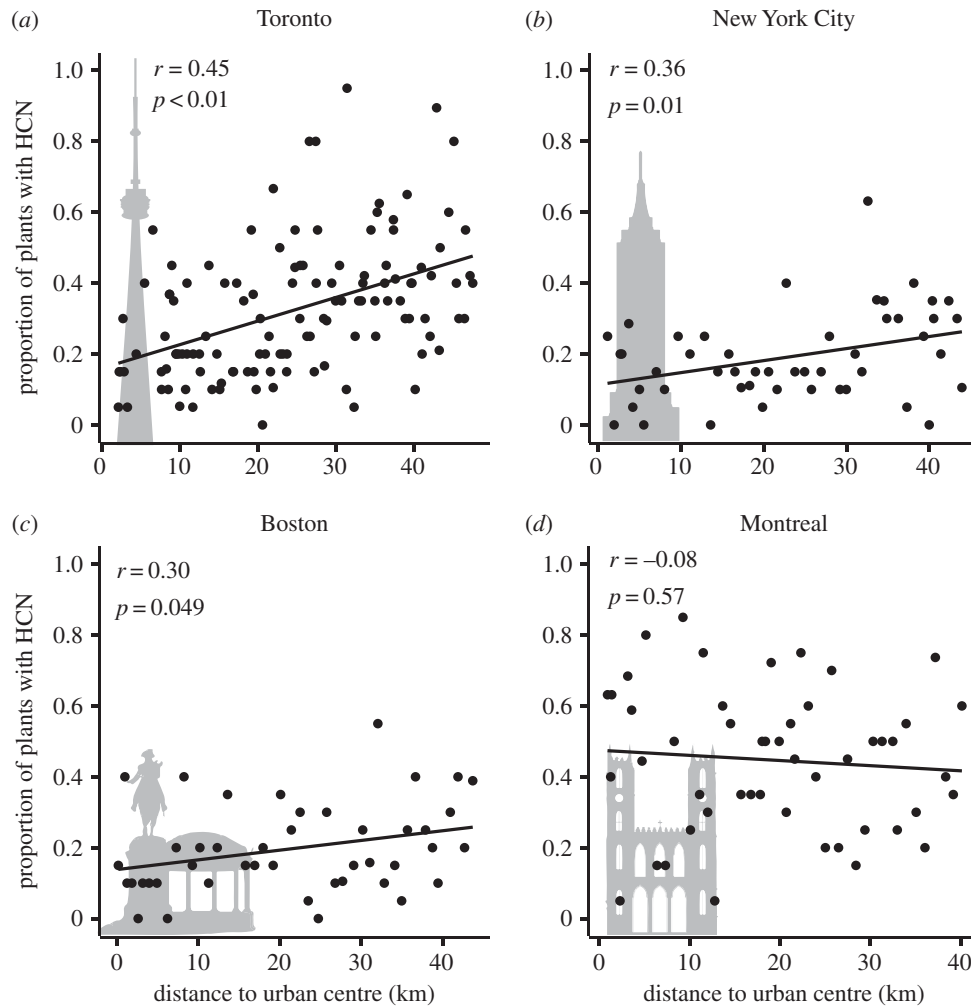 (a) Toronto
r = 0.45
p < 0.01
proportion of plants with HCN
1.0
0.8
0.6
0.4
0.2
0
0 10 20 30 40
(b) New York City
r = 0.36
p = 0.01
1.0
0.8
0.6
0.4
0.2
0
0 10 20 30 40
(c) Boston
r = 0.30
p = 0.049
proportion of plants with HCN
1.0
0.8
0.6
0.4
0.2
0
0 10 20 30 40
distance to urban centre (km)
(d) Montreal
r = –0.08
p = 0.57
1.0
0.8
0.6
0.4
0.2
0
0 10 20 30 40
distance to urban centre (km)